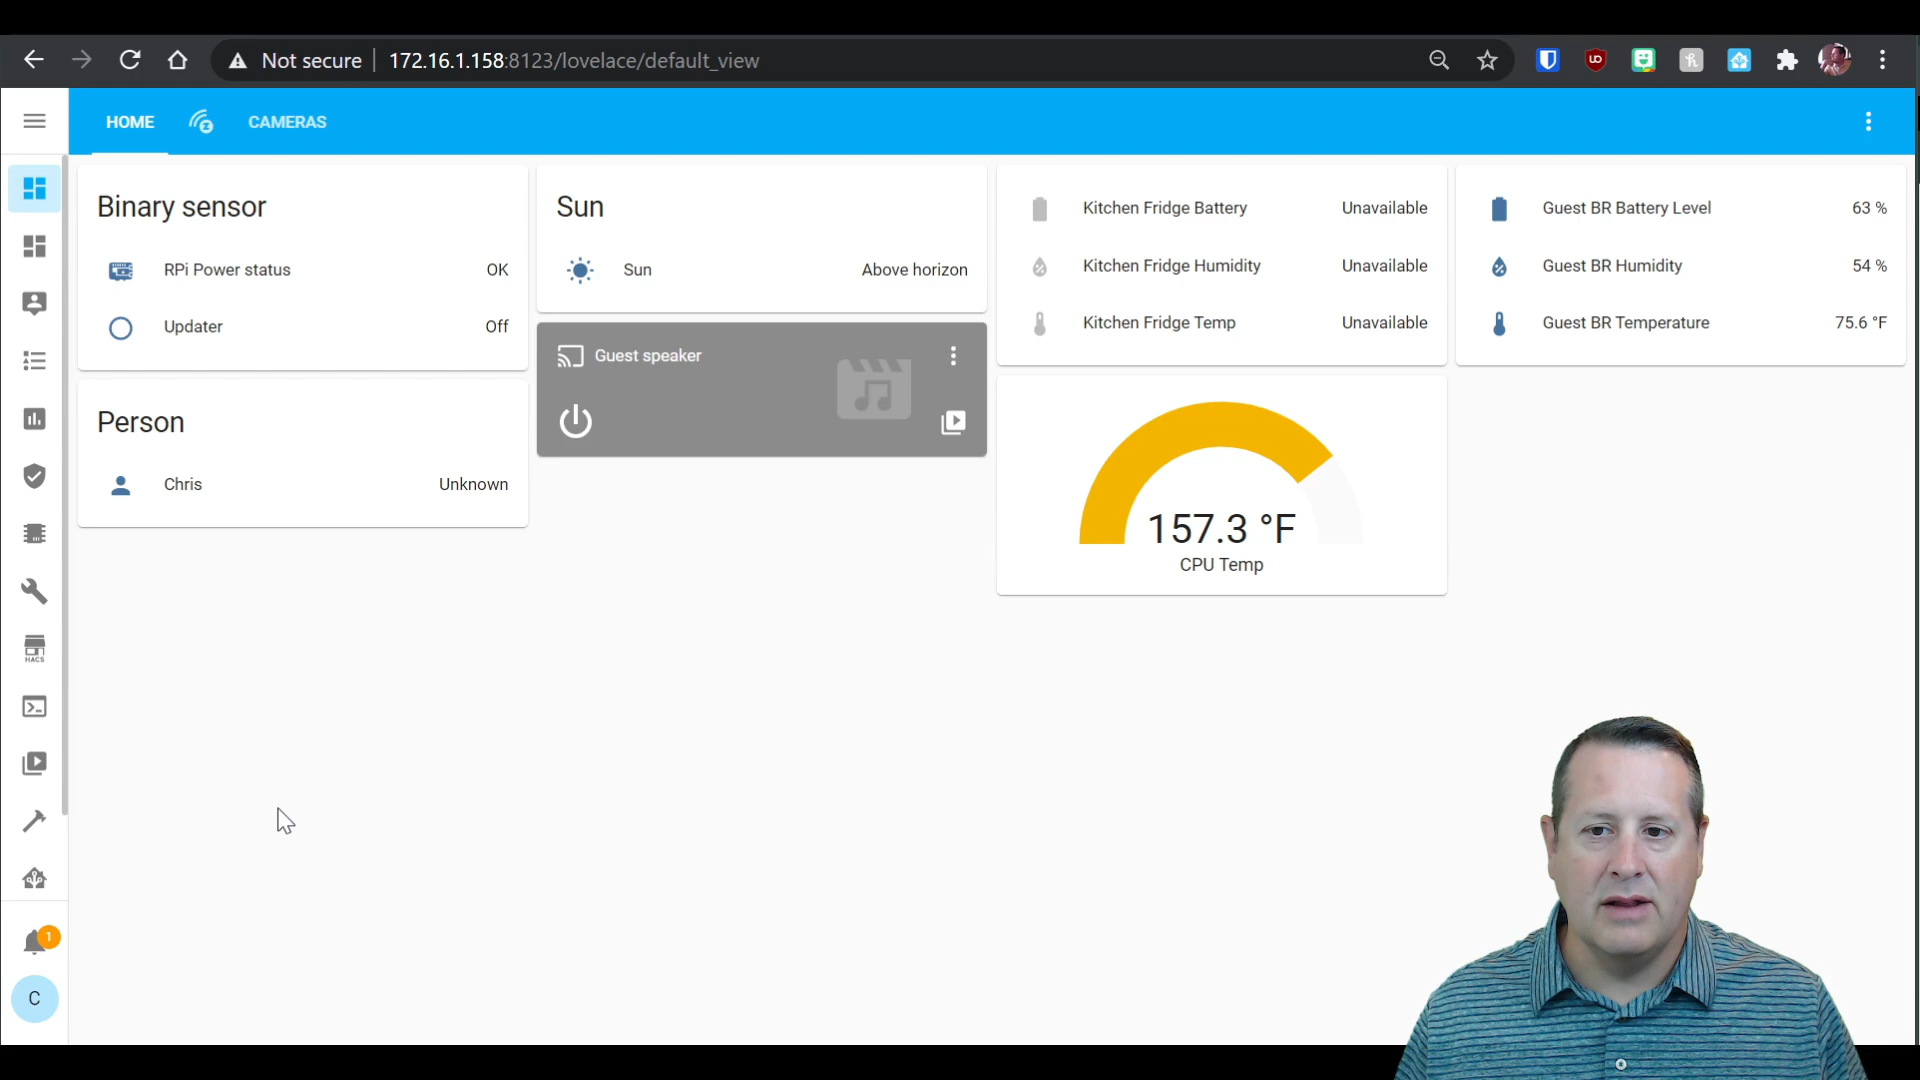 Not secure
172.16.1.158:8123/lovelace/default_view
HOME
CAMERAS
Binary sensor
RPi Power status OK
Updater Off
Person
Chris Unknown
Sun
Sun Above horizon
Guest speaker
Kitchen Fridge Battery Unavailable
Kitchen Fridge Humidity Unavailable
Kitchen Fridge Temp Unavailable
157.3 °F
CPU Temp
Guest BR Battery Level 63 %
Guest BR Humidity 54 %
Guest BR Temperature 75.6 °F
HACS
1
C